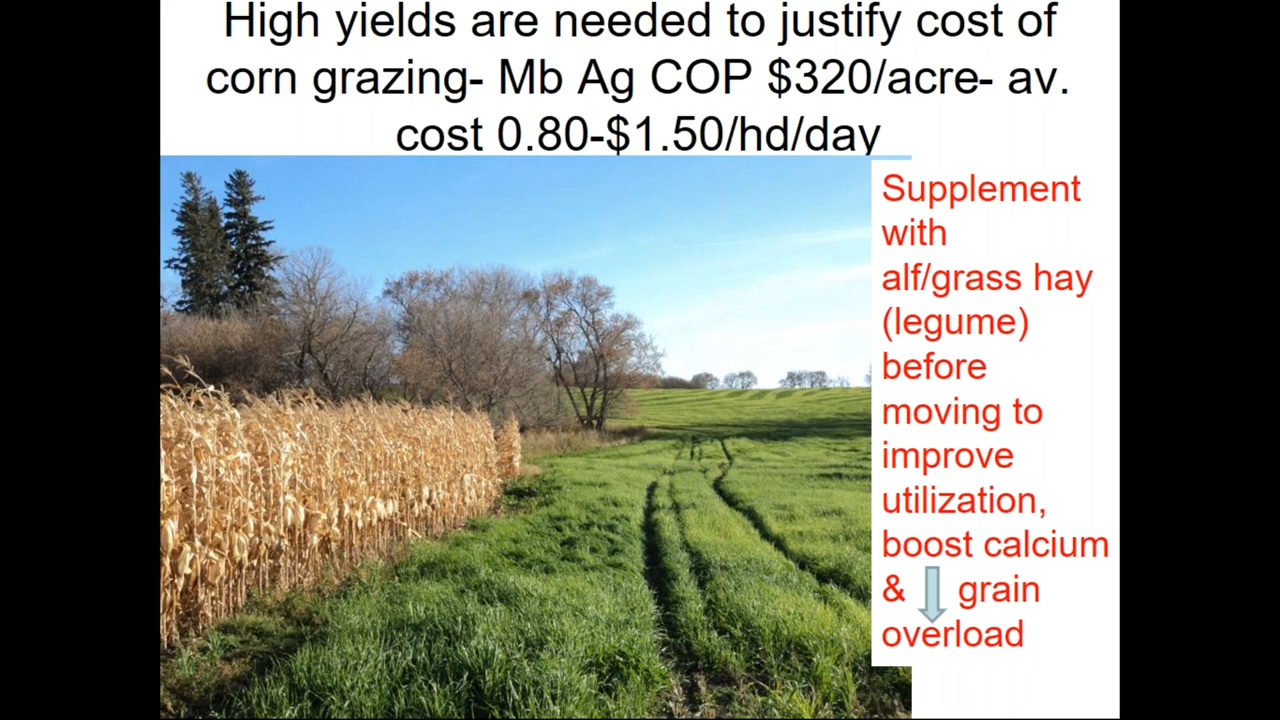 High yields are needed to justify cost of
corn grazing- Mb Ag COP $320/acre- av.
cost 0.80-$1.50/hd/day
Supplement
with
alf/grass hay
(legume)
before
moving to
improve
utilization,
boost calcium
& grain
overload